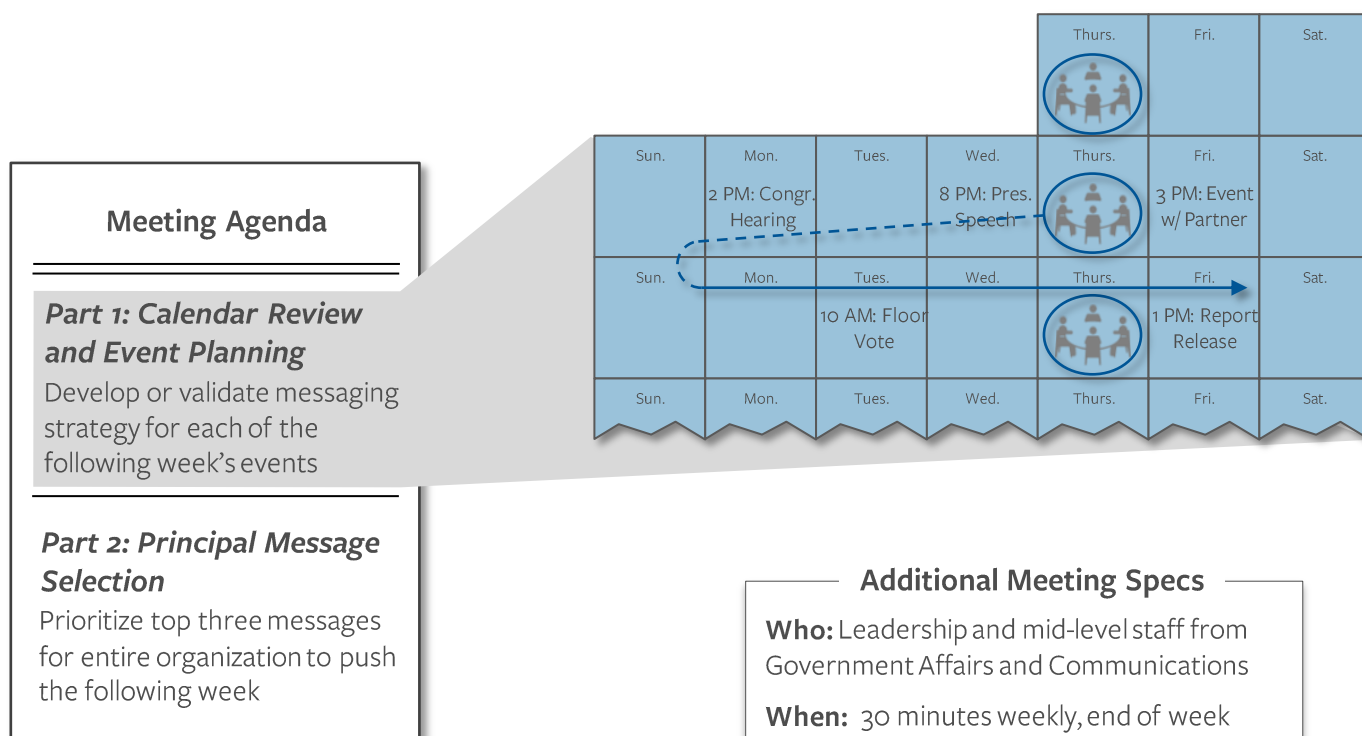 Thurs. Fri. Sat.
Sun. Mon. Tues. Wed. Thurs. Fri. Sat.
2 PM: Congr.
Hearing
8 PM: Pres.
Speech
3 PM: Event
w/ Partner
Sun. Mon. Tues. Wed. Thurs. Fri. Sat.
10 AM: Floor
Vote
1 PM: Report
Release
Sun. Mon. Tues. Wed. Thurs. Fri. Sat.
Meeting Agenda
Part 1: Calendar Review
and Event Planning
Develop or validate messaging
strategy for each of the
following week's events
Part 2: Principal Message
Selection
Prioritize top three messages
for entire organization to push
the following week
Additional Meeting Specs
Who: Leadership and mid-level staff from
Government Affairs and Communications
When: 30 minutes weekly, end of week